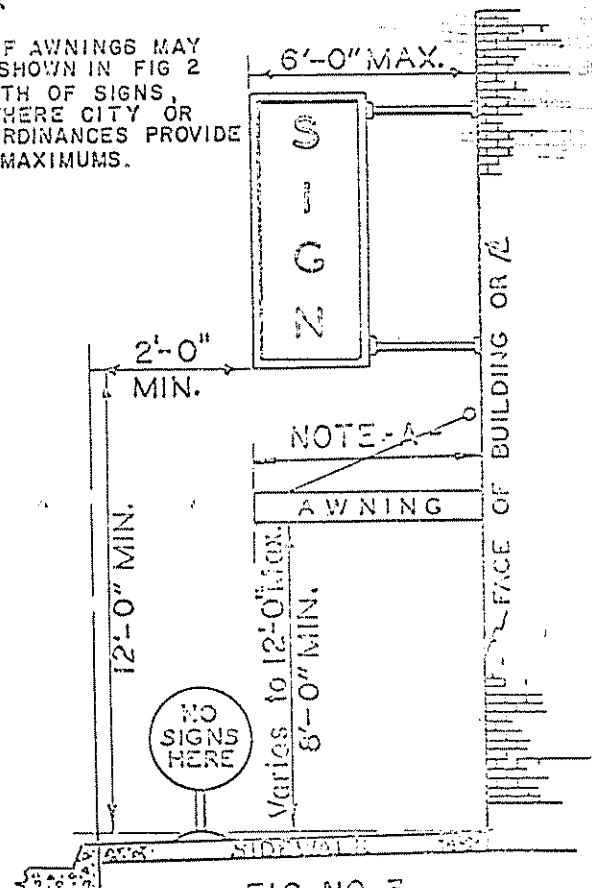 F AWNINGS MAY
SHOWN IN FIG 2
TH OF SIGNS,
HERE CITY OR
RDINANCES PROVIDE
MAXIMUMS.
6'-0" MAX.
SIGN
2'-0"
MIN.
NOTE-A-
AWNING
12'-0" MIN.
Varies to 12'-0" Max.
8'-0" MIN.
FACE OF BUILDING OR ℄
NO
SIGNS
HERE
SIDEWALK
FIG. NO.